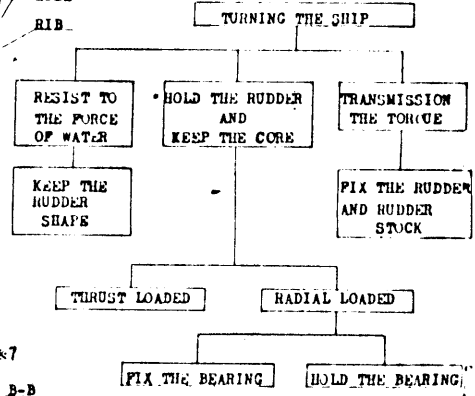 RIB
TURNING THE SHIP
RESIST TO
THE FORCE
OF WATER
HOLD THE RUDDER
AND
KEEP THE CORE
TRANSMISSION
THE TORQUE
KEEP THE
RUDDER
SHAPE
FIX THE RUDDER
AND RUDDER
STOCK
THRUST LOADED
RADIAL LOADED
*7
FIX THE BEARING
HOLD THE BEARING
B-B